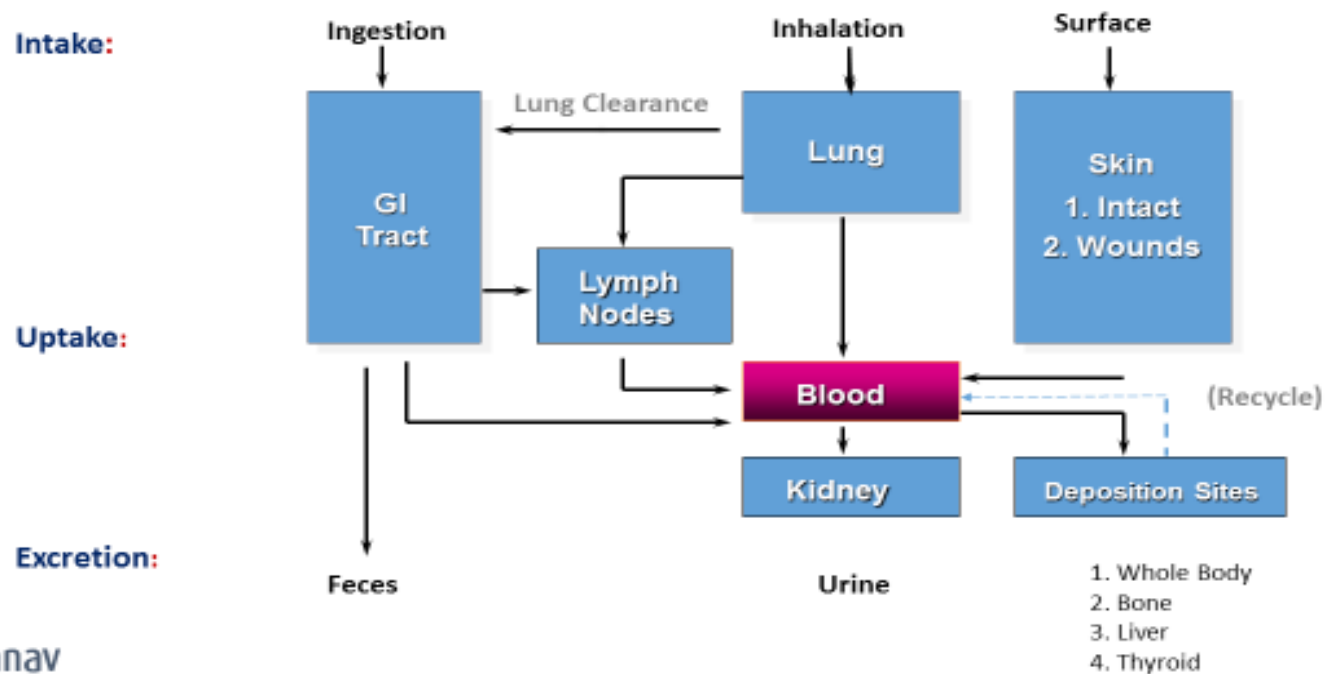 Intake:
Ingestion
Inhalation
Surface
Lung Clearance
GI
Tract
Lung
Skin
1. Intact
2. Wounds
Lymph
Nodes
Uptake:
Blood
(Recycle)
Kidney
Deposition Sites
Excretion:
Feces
Urine
1. Whole Body
2. Bone
3. Liver
4. Thyroid